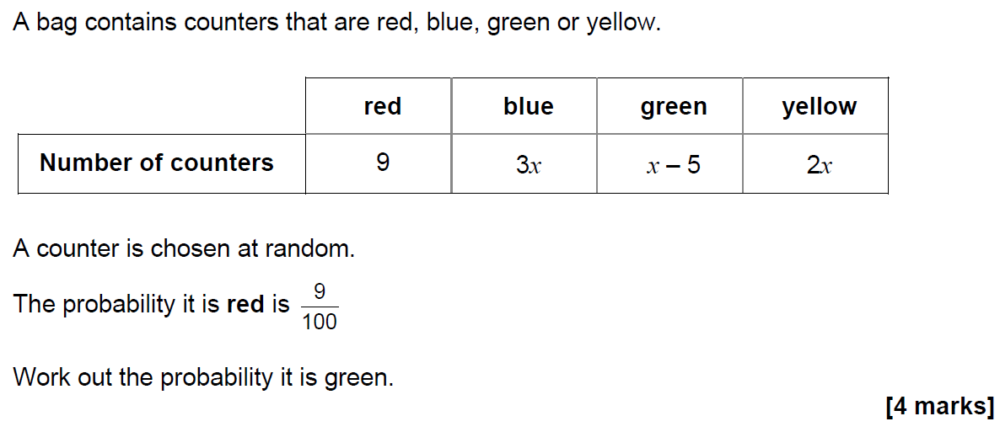 A bag contains counters that are red, blue, green or yellow.
red blue green yellow
Number of counters 9 3x x – 5 2x
A counter is chosen at random.
The probability it is red is 9/100
Work out the probability it is green.
[4 marks]